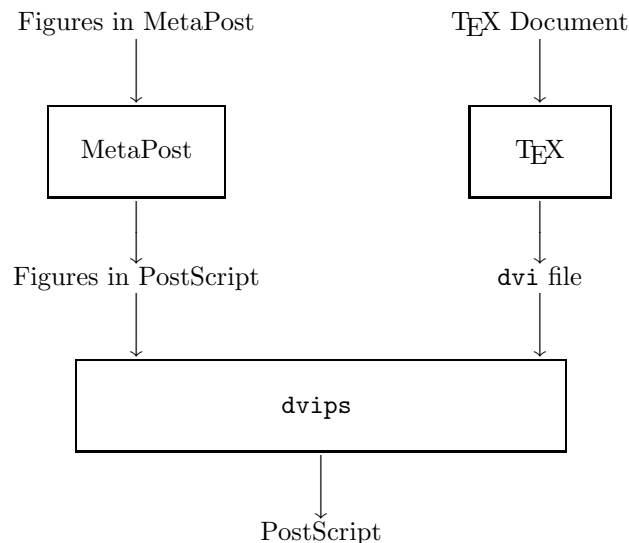 Figures in MetaPost
TEX Document
MetaPost
TEX
Figures in PostScript
dvi file
dvips
PostScript